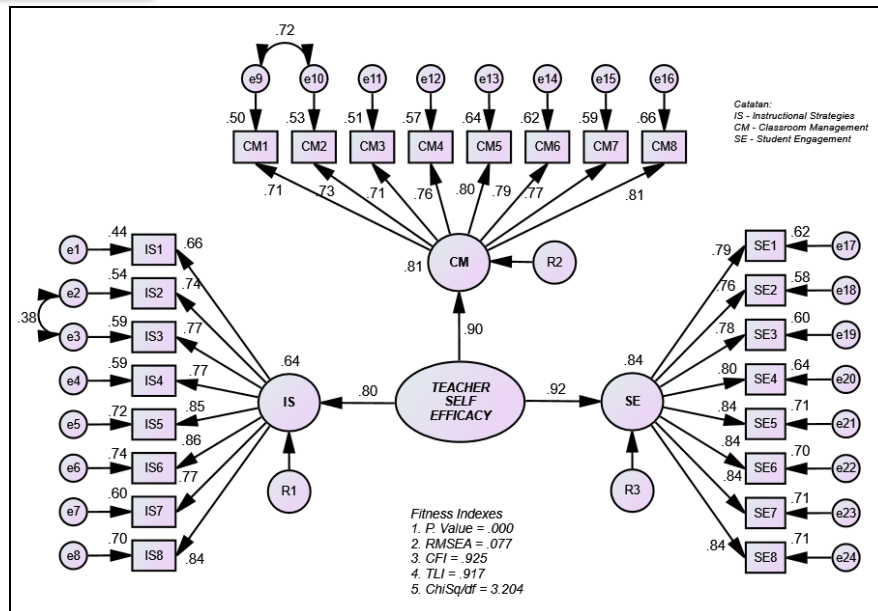 .72
e9 e10 e11 e12 e13 e14 e15 e16
.50 .53 .51 .57 .64 .62 .59 .66
CM1 CM2 CM3 CM4 CM5 CM6 CM7 CM8
.71 .73 .71 .76 .80 .79 .77 .81
Catatan:
IS - Instructional Strategies
CM - Classroom Management
SE - Student Engagement
.81 CM R2
.90
e1 .44 IS1 .66
e2 .54 IS2 .74
.38
e3 .59 IS3 .77
e4 .59 IS4 .77
e5 .72 IS5 .85
e6 .74 IS6 .86
e7 .60 IS7 .77
e8 .70 IS8 .84
.64
IS
R1
.80
TEACHER
SELF
EFFICACY
.92
.84
SE
R3
.79 SE1 .62 e17
.76 SE2 .58 e18
.78 SE3 .60 e19
.80 SE4 .64 e20
.84 SE5 .71 e21
.84 SE6 .70 e22
.84 SE7 .71 e23
.84 SE8 .71 e24
Fitness Indexes
1. P. Value = .000
2. RMSEA = .077
3. CFI = .925
4. TLI = .917
5. ChiSq/df = 3.204